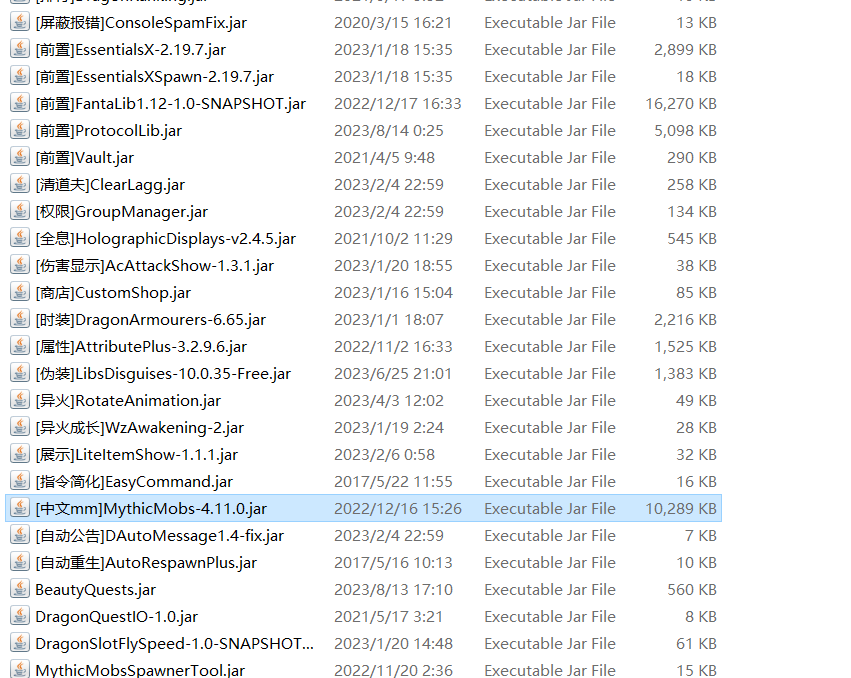 [屏蔽报错]ConsoleSpamFix.jar 2020/3/15 16:21 Executable Jar File 13 KB
[前置]EssentialsX-2.19.7.jar 2023/1/18 15:35 Executable Jar File 2,899 KB
[前置]EssentialsXSpawn-2.19.7.jar 2023/1/18 15:35 Executable Jar File 18 KB
[前置]FantaLib1.12-1.0-SNAPSHOT.jar 2022/12/17 16:33 Executable Jar File 16,270 KB
[前置]ProtocolLib.jar 2023/8/14 0:25 Executable Jar File 5,098 KB
[前置]Vault.jar 2021/4/5 9:48 Executable Jar File 290 KB
[清道夫]ClearLagg.jar 2023/2/4 22:59 Executable Jar File 258 KB
[权限]GroupManager.jar 2023/2/4 22:59 Executable Jar File 134 KB
[全息]HolographicDisplays-v2.4.5.jar 2021/10/2 11:29 Executable Jar File 545 KB
[伤害显示]AcAttackShow-1.3.1.jar 2023/1/20 18:55 Executable Jar File 38 KB
[商店]CustomShop.jar 2023/1/16 15:04 Executable Jar File 85 KB
[时装]DragonArmourers-6.65.jar 2023/1/1 18:07 Executable Jar File 2,216 KB
[属性]AttributePlus-3.2.9.6.jar 2022/11/2 16:33 Executable Jar File 1,525 KB
[伪装]LibsDisguises-10.0.35-Free.jar 2023/6/25 21:01 Executable Jar File 1,383 KB
[异火]RotateAnimation.jar 2023/4/3 12:02 Executable Jar File 49 KB
[异火成长]WzAwakening-2.jar 2023/1/19 2:24 Executable Jar File 28 KB
[展示]LiteItemShow-1.1.1.jar 2023/2/6 0:58 Executable Jar File 32 KB
[指令简化]EasyCommand.jar 2017/5/22 11:55 Executable Jar File 16 KB
[中文mm]MythicMobs-4.11.0.jar 2022/12/16 15:26 Executable Jar File 10,289 KB
[自动公告]DAutoMessage1.4-fix.jar 2023/2/4 22:59 Executable Jar File 7 KB
[自动重生]AutoRespawnPlus.jar 2017/5/16 10:13 Executable Jar File 10 KB
BeautyQuests.jar 2023/8/13 17:10 Executable Jar File 560 KB
DragonQuestIO-1.0.jar 2021/5/17 3:21 Executable Jar File 8 KB
DragonSlotFlySpeed-1.0-SNAPSHOT... 2023/1/20 14:48 Executable Jar File 61 KB
MythicMobsSpawnerTool.jar 2022/11/20 2:36 Executable Jar File 15 KB